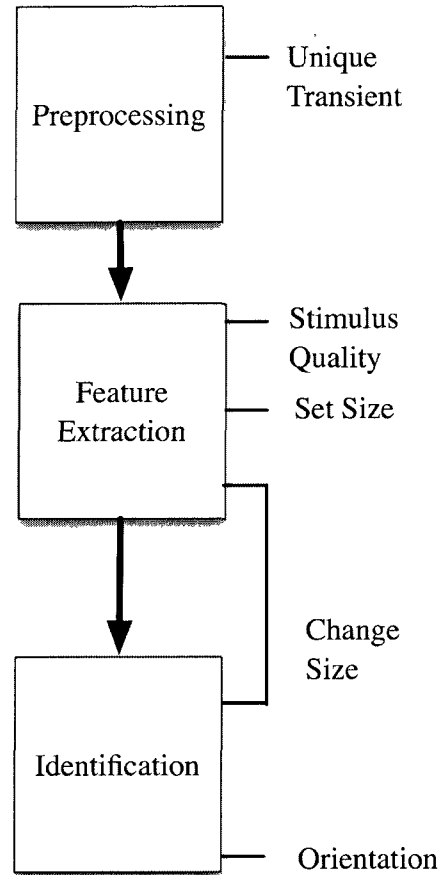 Preprocessing
Unique
Transient
Feature
Extraction
Stimulus
Quality
Set Size
Change
Size
Identification
Orientation